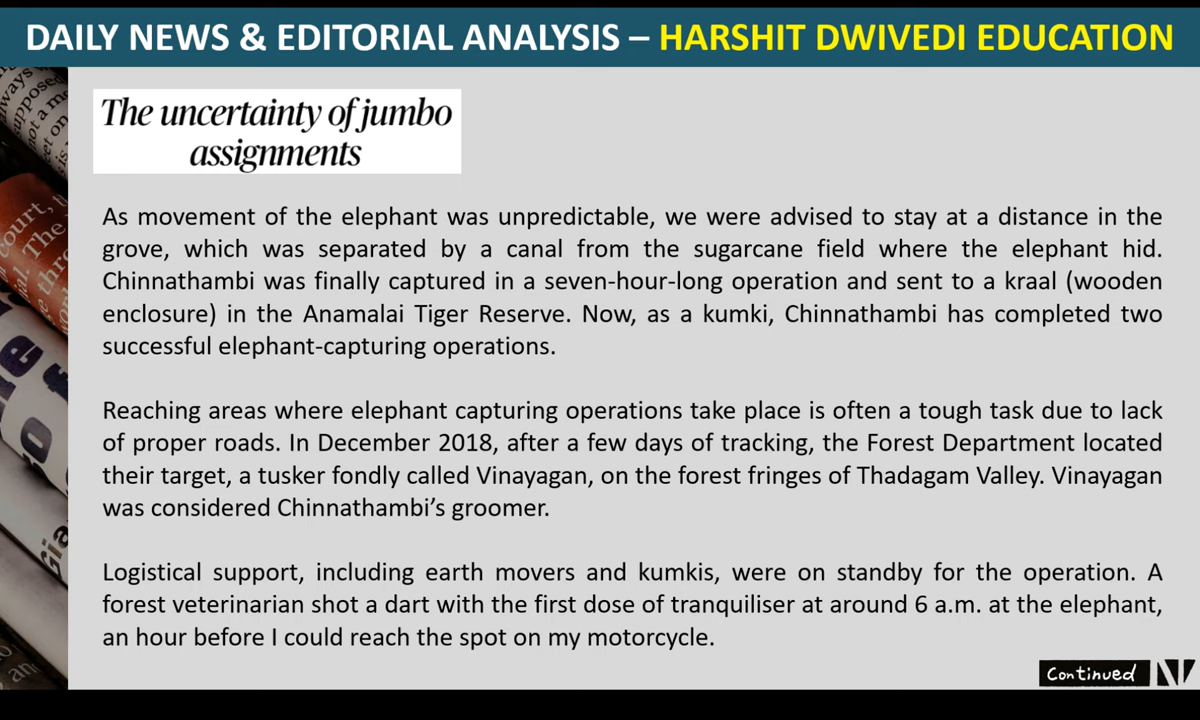 DAILY NEWS & EDITORIAL ANALYSIS – HARSHIT DWIVEDI EDUCATION
The uncertainty of jumbo
assignments
As movement of the elephant was unpredictable, we were advised to stay at a distance in the
grove, which was separated by a canal from the sugarcane field where the elephant hid.
Chinnathambi was finally captured in a seven-hour-long operation and sent to a kraal (wooden
enclosure) in the Anamalai Tiger Reserve. Now, as a kumki, Chinnathambi has completed two
successful elephant-capturing operations.
Reaching areas where elephant capturing operations take place is often a tough task due to lack
of proper roads. In December 2018, after a few days of tracking, the Forest Department located
their target, a tusker fondly called Vinayagan, on the forest fringes of Thadagam Valley. Vinayagan
was considered Chinnathambi’s groomer.
Logistical support, including earth movers and kumkis, were on standby for the operation. A
forest veterinarian shot a dart with the first dose of tranquiliser at around 6 a.m. at the elephant,
an hour before I could reach the spot on my motorcycle.
Continued